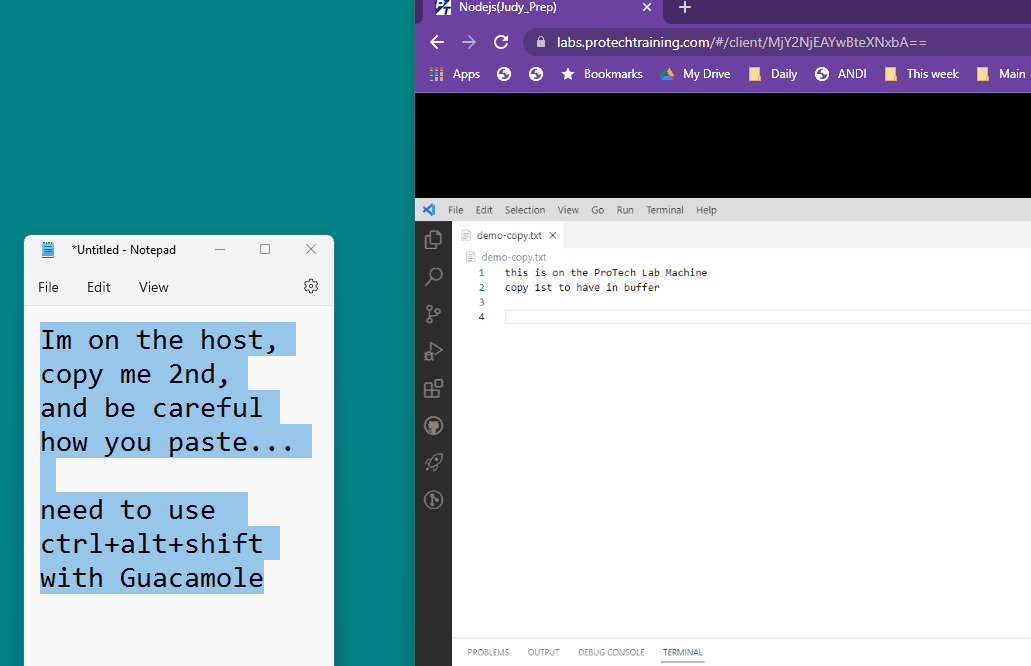 Nodejs(Judy_Prep)
labs.protechtraining.com/#/client/MjY2NjEAYwBteXNxbA==
Apps Bookmarks My Drive Daily ANDI This week Main
*Untitled - Notepad
File Edit View
Im on the host,
copy me 2nd,
and be careful
how you paste...
need to use
ctrl+alt+shift
with Guacamole
File Edit Selection View Go Run Terminal Help
demo-copy.txt
demo-copy.txt
1 this is on the ProTech Lab Machine
2 copy 1st to have in buffer
3
4
PROBLEMS OUTPUT DEBUG CONSOLE TERMINAL